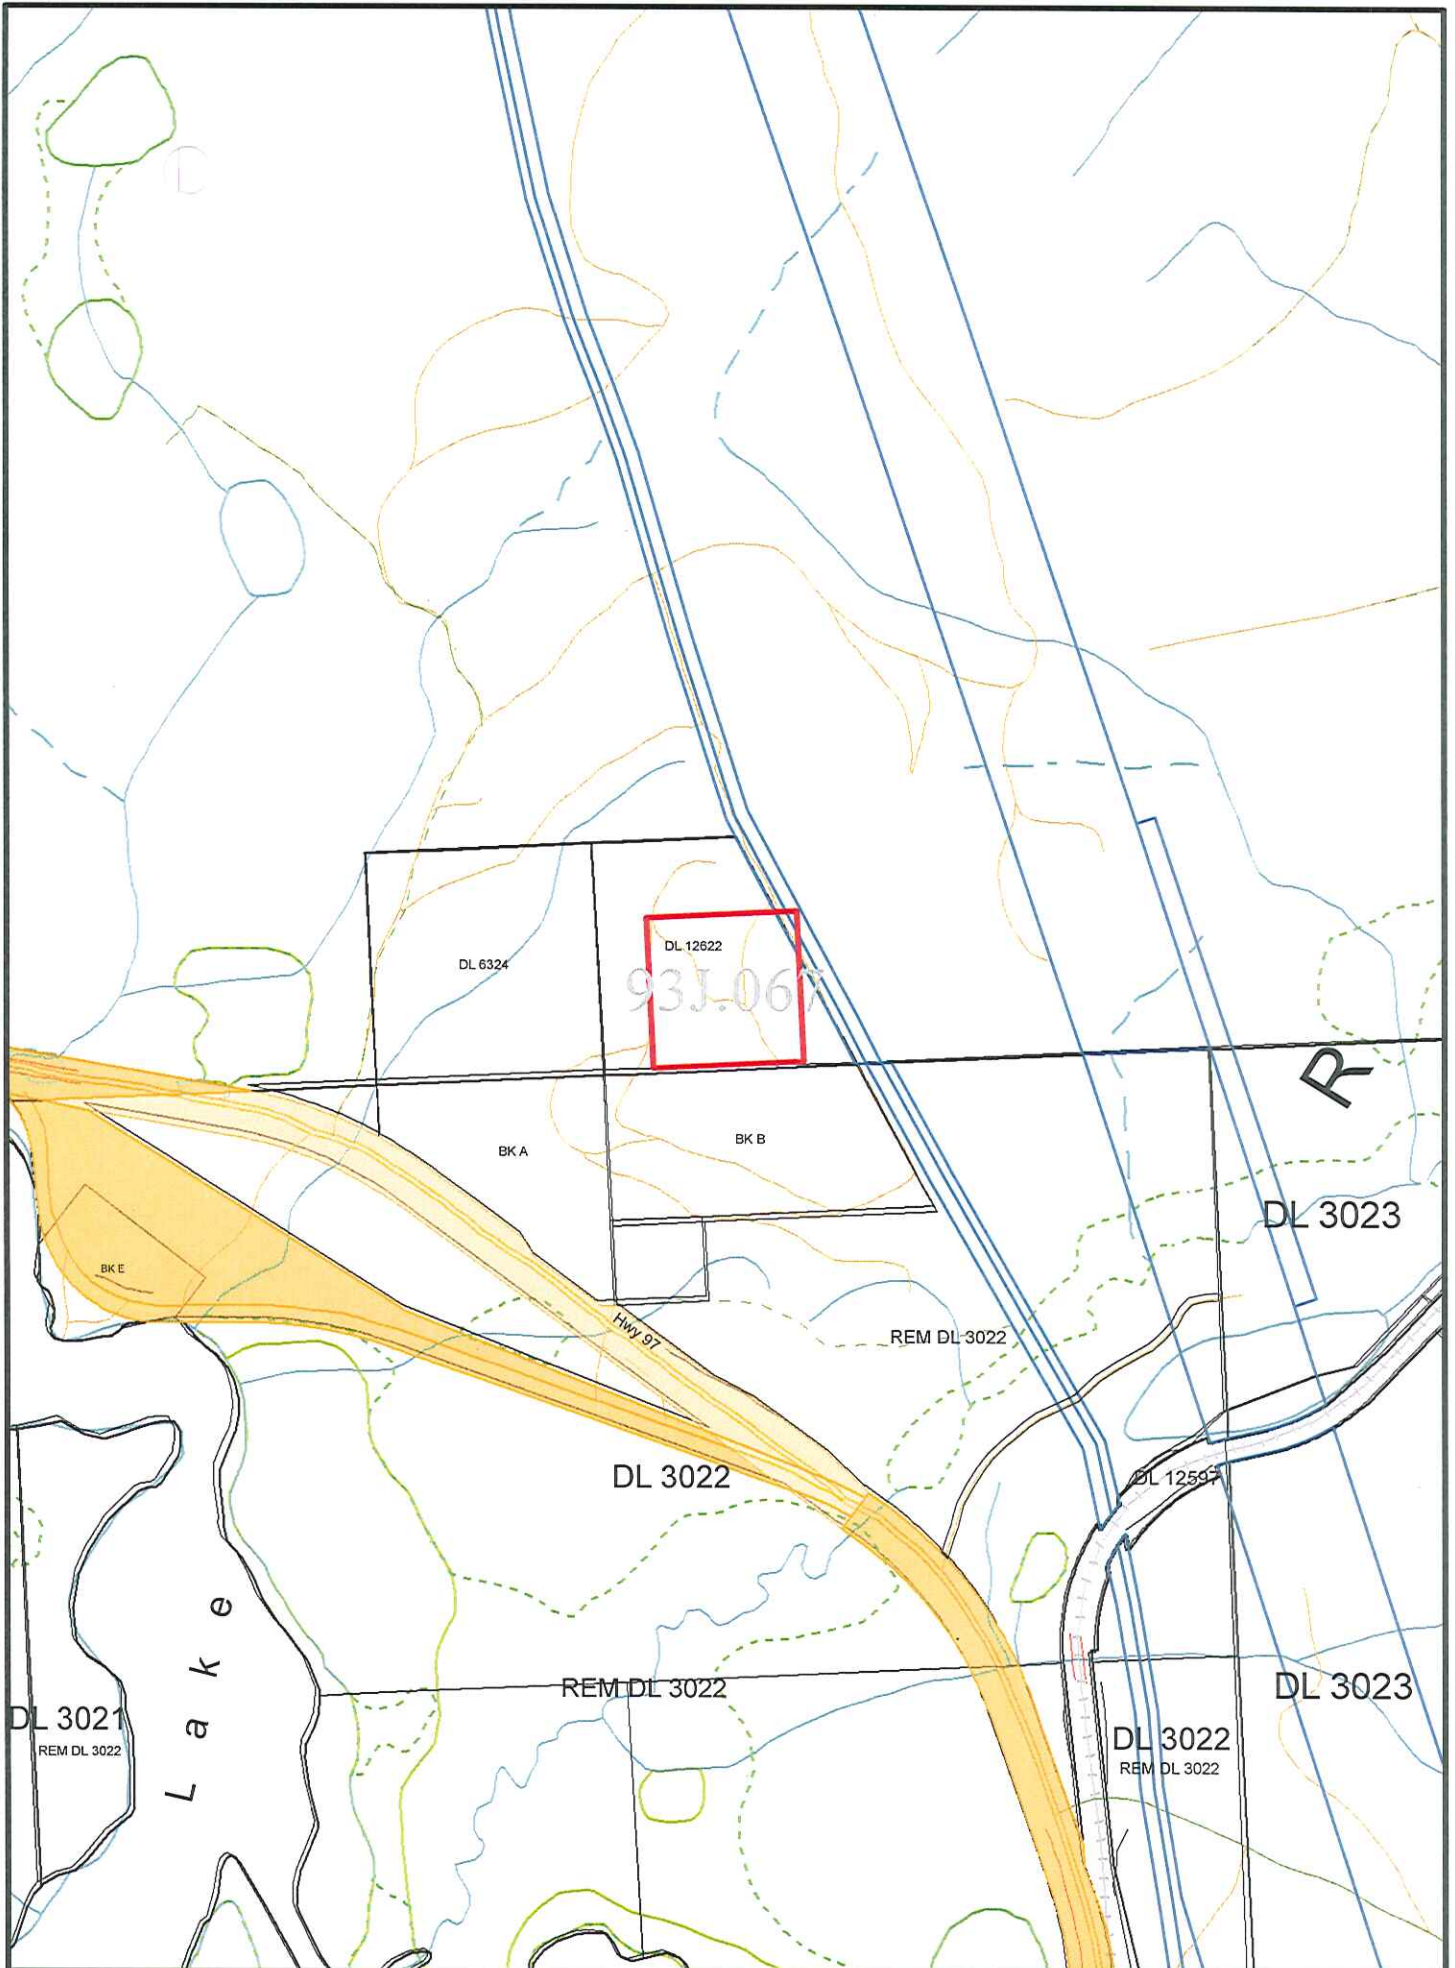 DL 12622
DL 6324
93J.067
R
BK B
BK A
DL 3023
BK E
Hwy 97
REM DL 3022
DL 3022
DL 12597
Lake
REM DL 3022
DL 3023
DL 3021
REM DL 3022
DL 3022
REM DL 3022